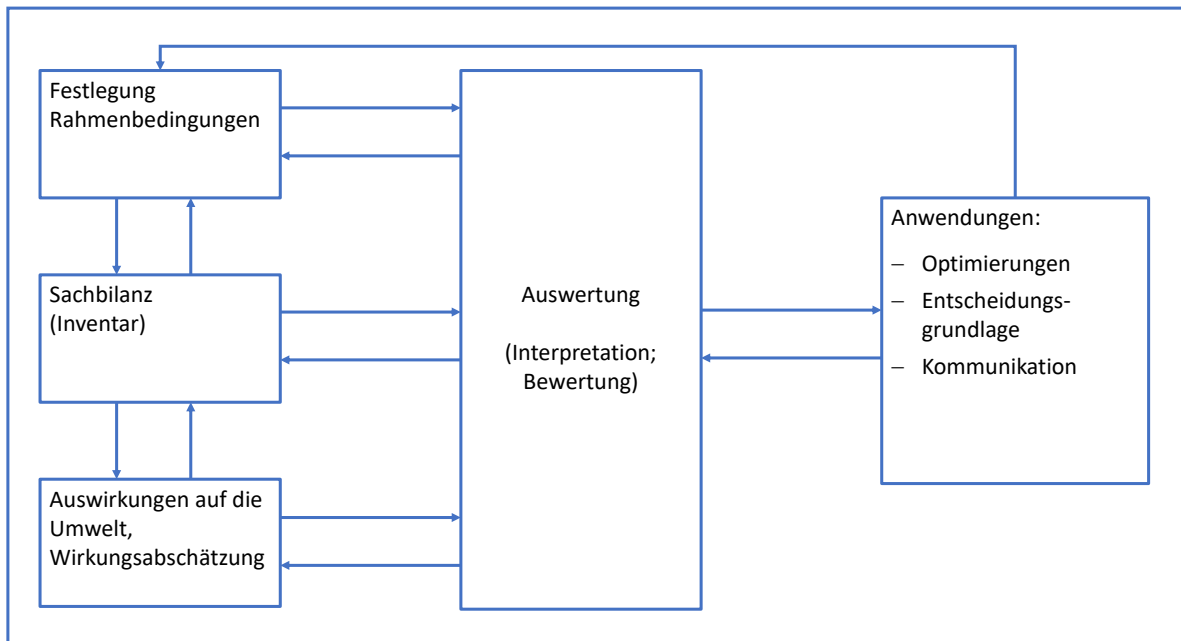 Festlegung
Rahmenbedingungen
Sachbilanz
(Inventar)
Auswirkungen auf die
Umwelt,
Wirkungsabschätzung
Auswertung
(Interpretation;
Bewertung)
Anwendungen:
– Optimierungen
– Entscheidungs-
grundlage
– Kommunikation